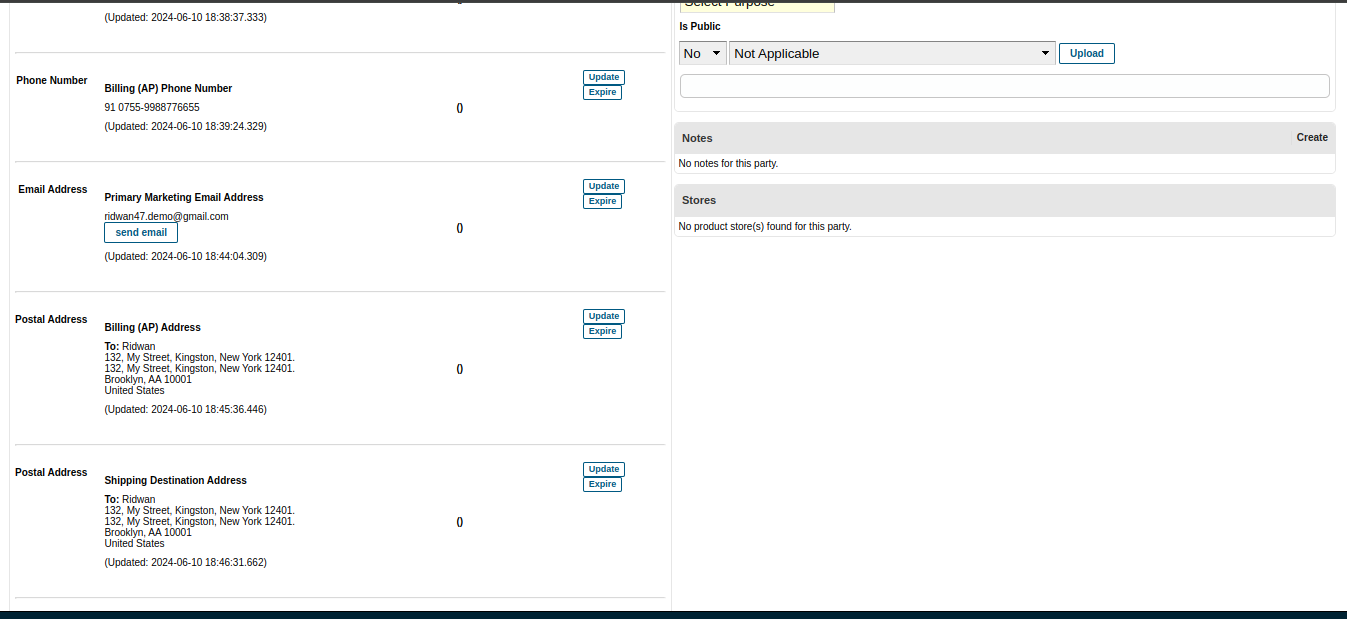 (Updated: 2024-06-10 18:38:37.333)
Phone Number
Billing (AP) Phone Number
91 0755-9988776655
(Updated: 2024-06-10 18:39:24.329)
()
Update
Expire
Email Address
Primary Marketing Email Address
ridwan47.demo@gmail.com
send email
(Updated: 2024-06-10 18:44:04.309)
()
Update
Expire
Postal Address
Billing (AP) Address
To: Ridwan
132, My Street, Kingston, New York 12401.
132, My Street, Kingston, New York 12401.
Brooklyn, AA 10001
United States
(Updated: 2024-06-10 18:45:36.446)
()
Update
Expire
Postal Address
Shipping Destination Address
To: Ridwan
132, My Street, Kingston, New York 12401.
132, My Street, Kingston, New York 12401.
Brooklyn, AA 10001
United States
(Updated: 2024-06-10 18:46:31.662)
()
Update
Expire
Select Purpose
Is Public
No Not Applicable Upload
Notes Create
No notes for this party.
Stores
No product store(s) found for this party.